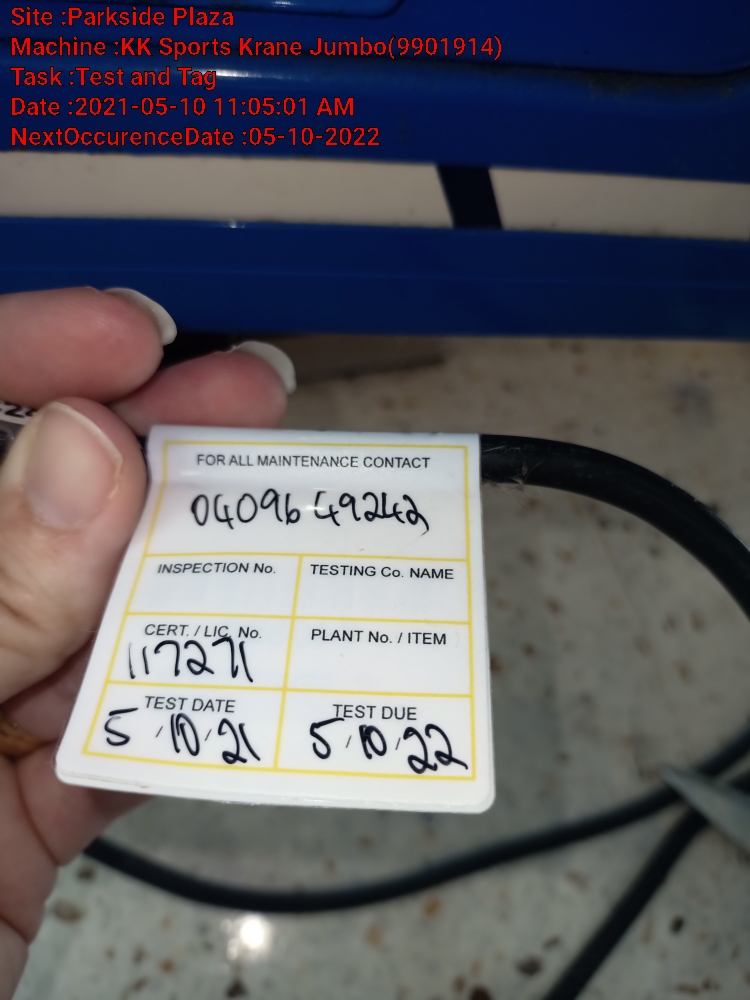 Site :Parkside Plaza
Machine :KK Sports Krane Jumbo(9901914)
Task :Test and Tag
Date :2021-05-10 11:05:01 AM
NextOccurenceDate :05-10-2022
FOR ALL MAINTENANCE CONTACT
04096 49242
INSPECTION No.
TESTING Co. NAME
CERT. / LIC. No.
117271
PLANT No. / ITEM
TEST DATE
5 / 10 / 21
TEST DUE
5 / 10 / 22